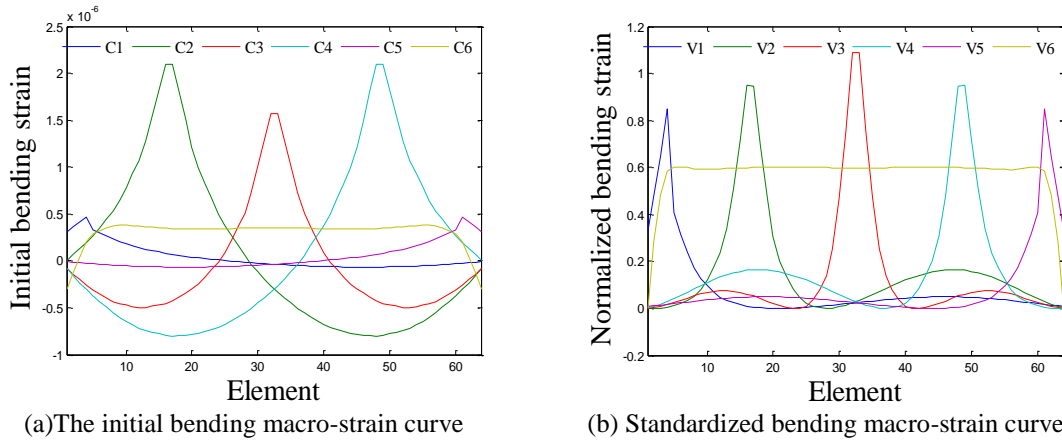 x 10
-6
2.5
2
1.5
1
0.5
0
-0.5
-1
10 20 30 40 50 60
C1 C2 C3 C4 C5 C6
Initial bending strain
Element
(a)The initial bending macro-strain curve
1.2
1
0.8
0.6
0.4
0.2
0
-0.2
10 20 30 40 50 60
V1 V2 V3 V4 V5 V6
Normalized bending strain
Element
(b) Standardized bending macro-strain curve